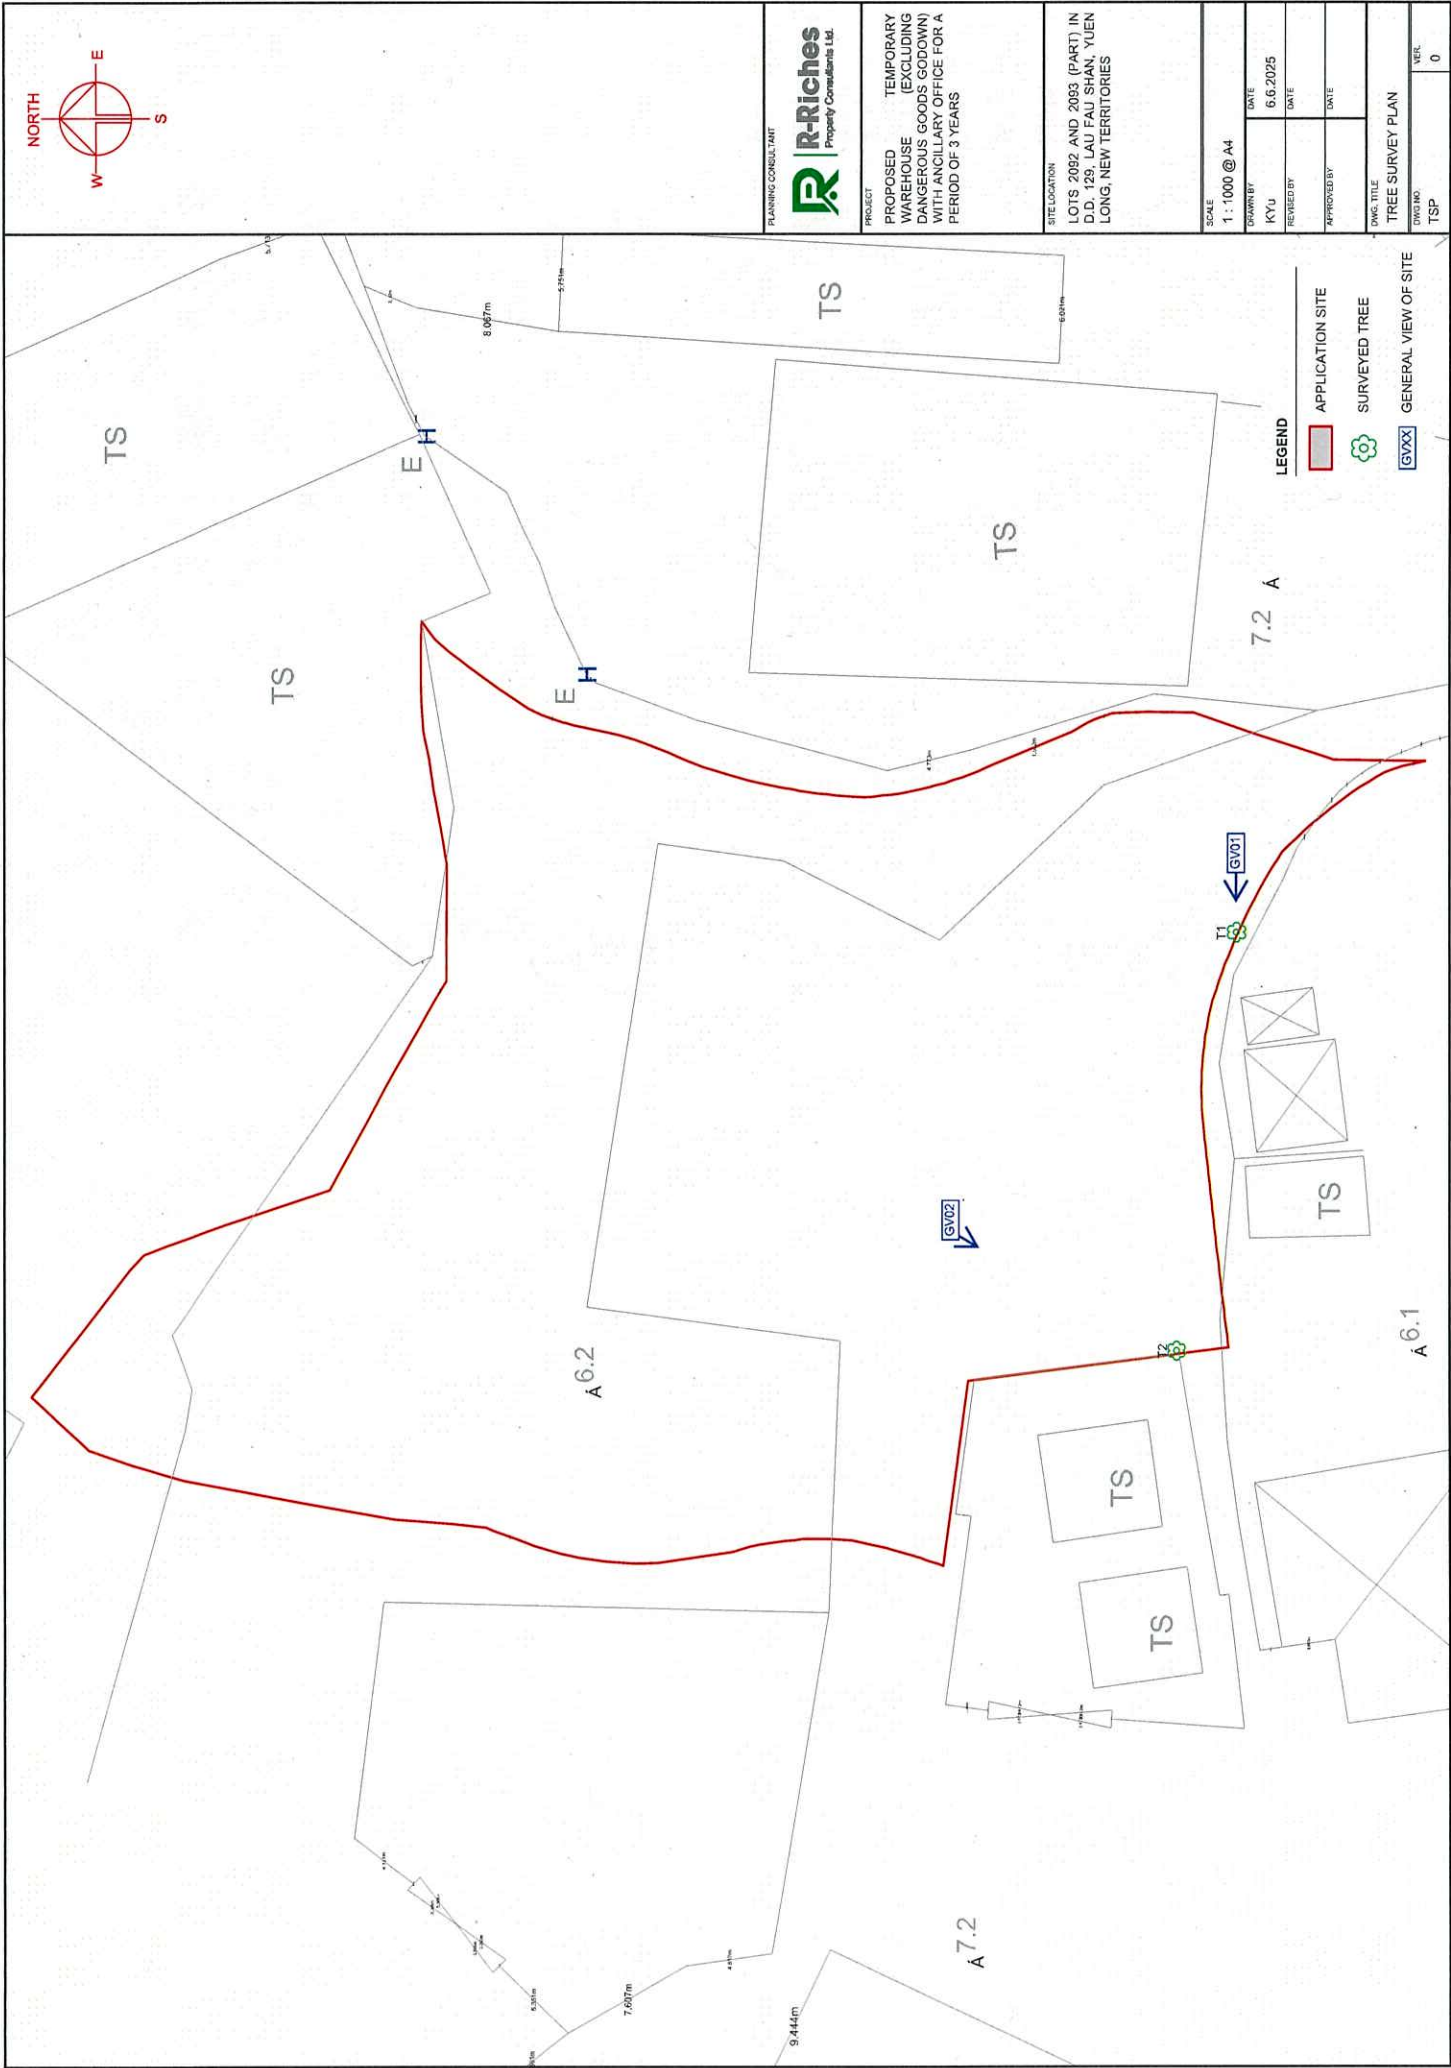 NORTH
W
E
S
PLANNING CONSULTANT
R-Riches
Property Consultants Ltd.
PROJECT
PROPOSED TEMPORARY
WAREHOUSE (EXCLUDING
DANGEROUS GOODS GODOWN)
WITH ANCILLARY OFFICE FOR A
PERIOD OF 3 YEARS
SITE LOCATION
LOTS 2092 AND 2093 (PART) IN
D.D. 129, LAU FAU SHAN, YUEN
LONG, NEW TERRITORIES
SCALE
1 : 1000 @ A4
DRAWN BY
KYu
DATE
6.6.2025
REVISED BY
DATE
APPROVED BY
DATE
DWG. TITLE
TREE SURVEY PLAN
DWG NO.
TSP
VER.
0
LEGEND
APPLICATION SITE
SURVEYED TREE
GVXX
GENERAL VIEW OF SITE
TS
TS
TS
TS
TS
TS
TS
E
H
E
H
8.067m
5.751m
6.021m
7.2
Á
GV01
T1
GV02
T2
Á 6.2
Á 6.1
Á 7.2
7.607m
9.444m